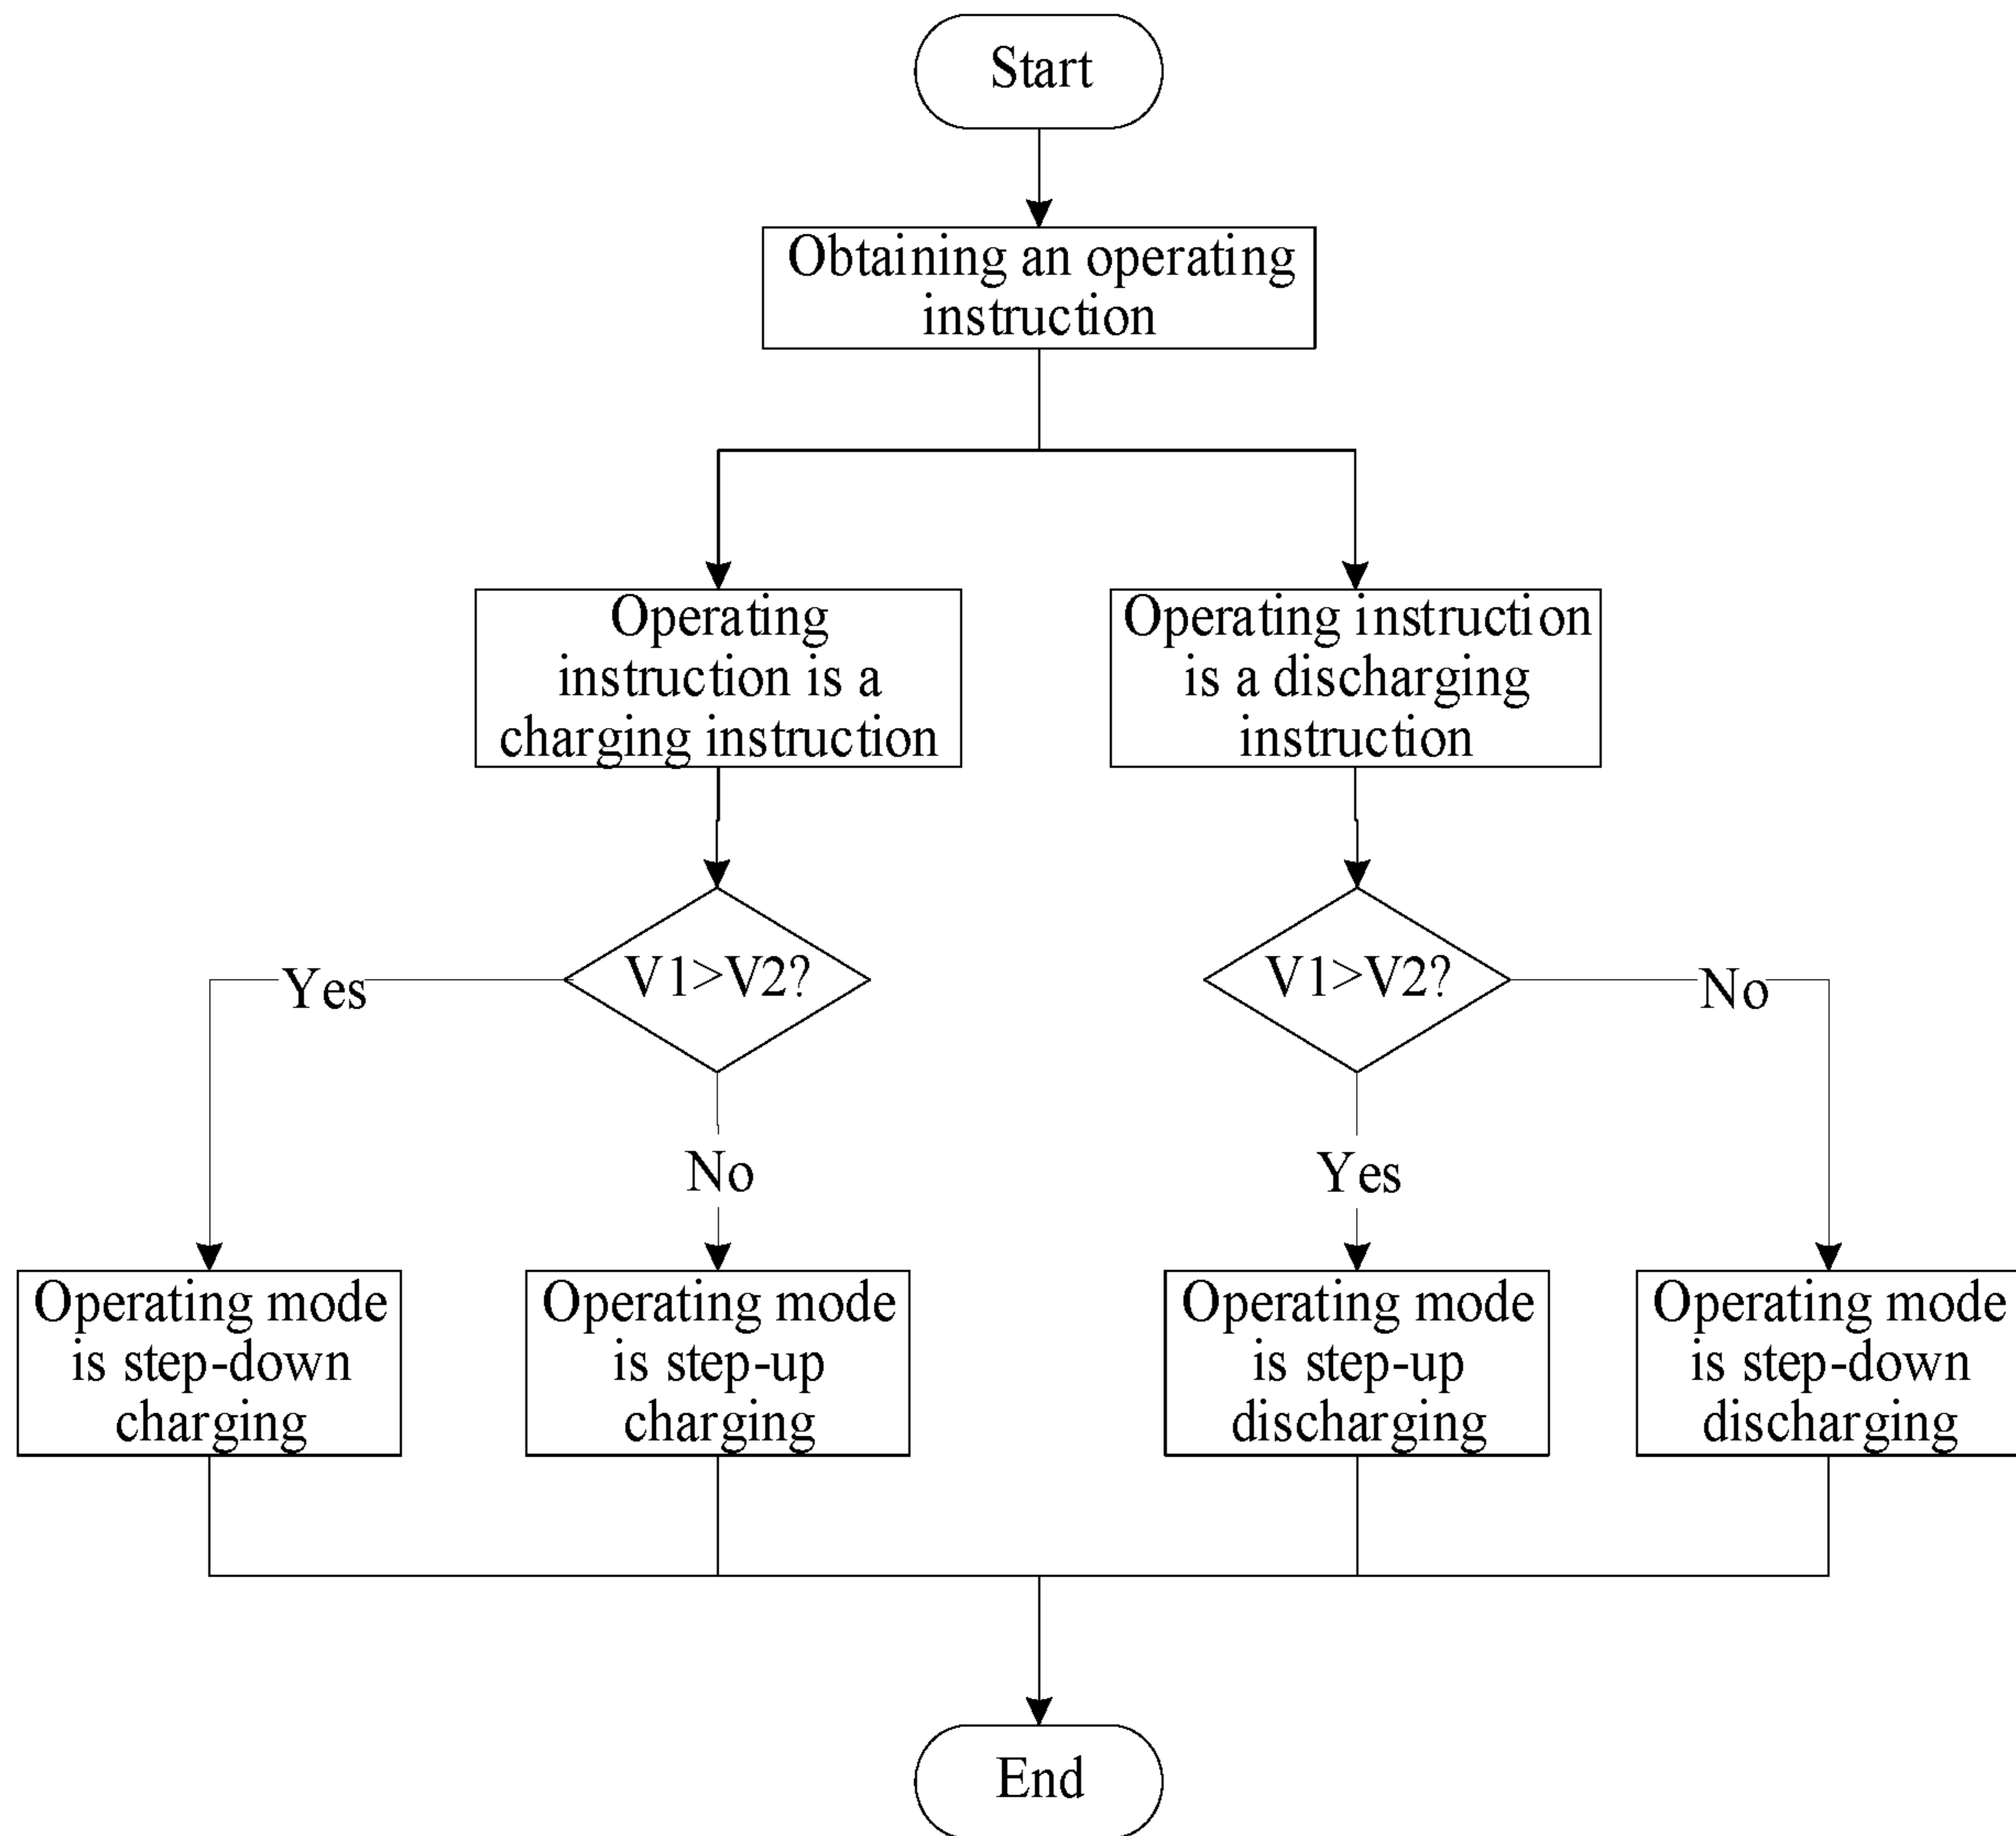 Start
Obtaining an operating
instruction
Operating
instruction is a
charging instruction
Operating instruction
is a discharging
instruction
V1>V2?
V1>V2?
Yes
No
No
Yes
Operating mode
is step-down
charging
Operating mode
is step-up
charging
Operating mode
is step-up
discharging
Operating mode
is step-down
discharging
End